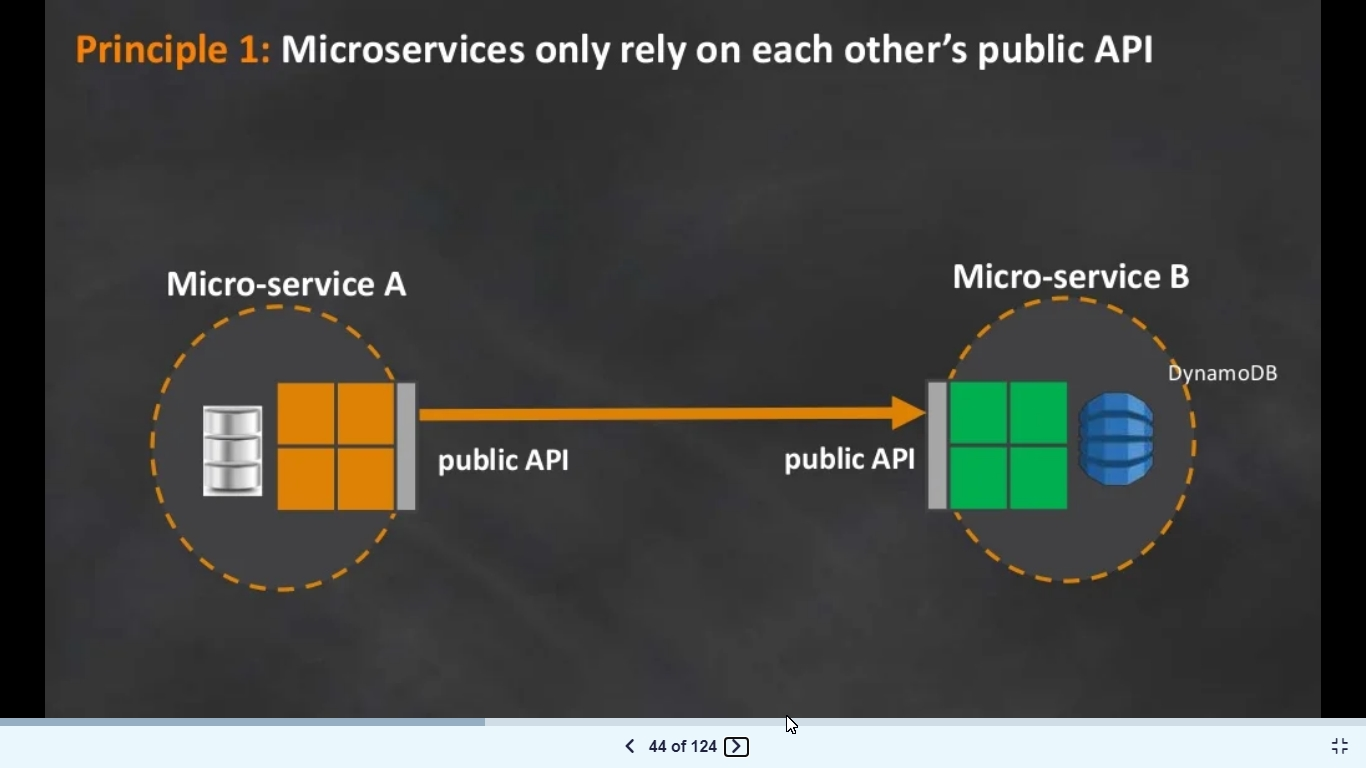 Principle 1: Microservices only rely on each other’s public API
Micro-service A
Micro-service B
DynamoDB
public API
public API
44 of 124